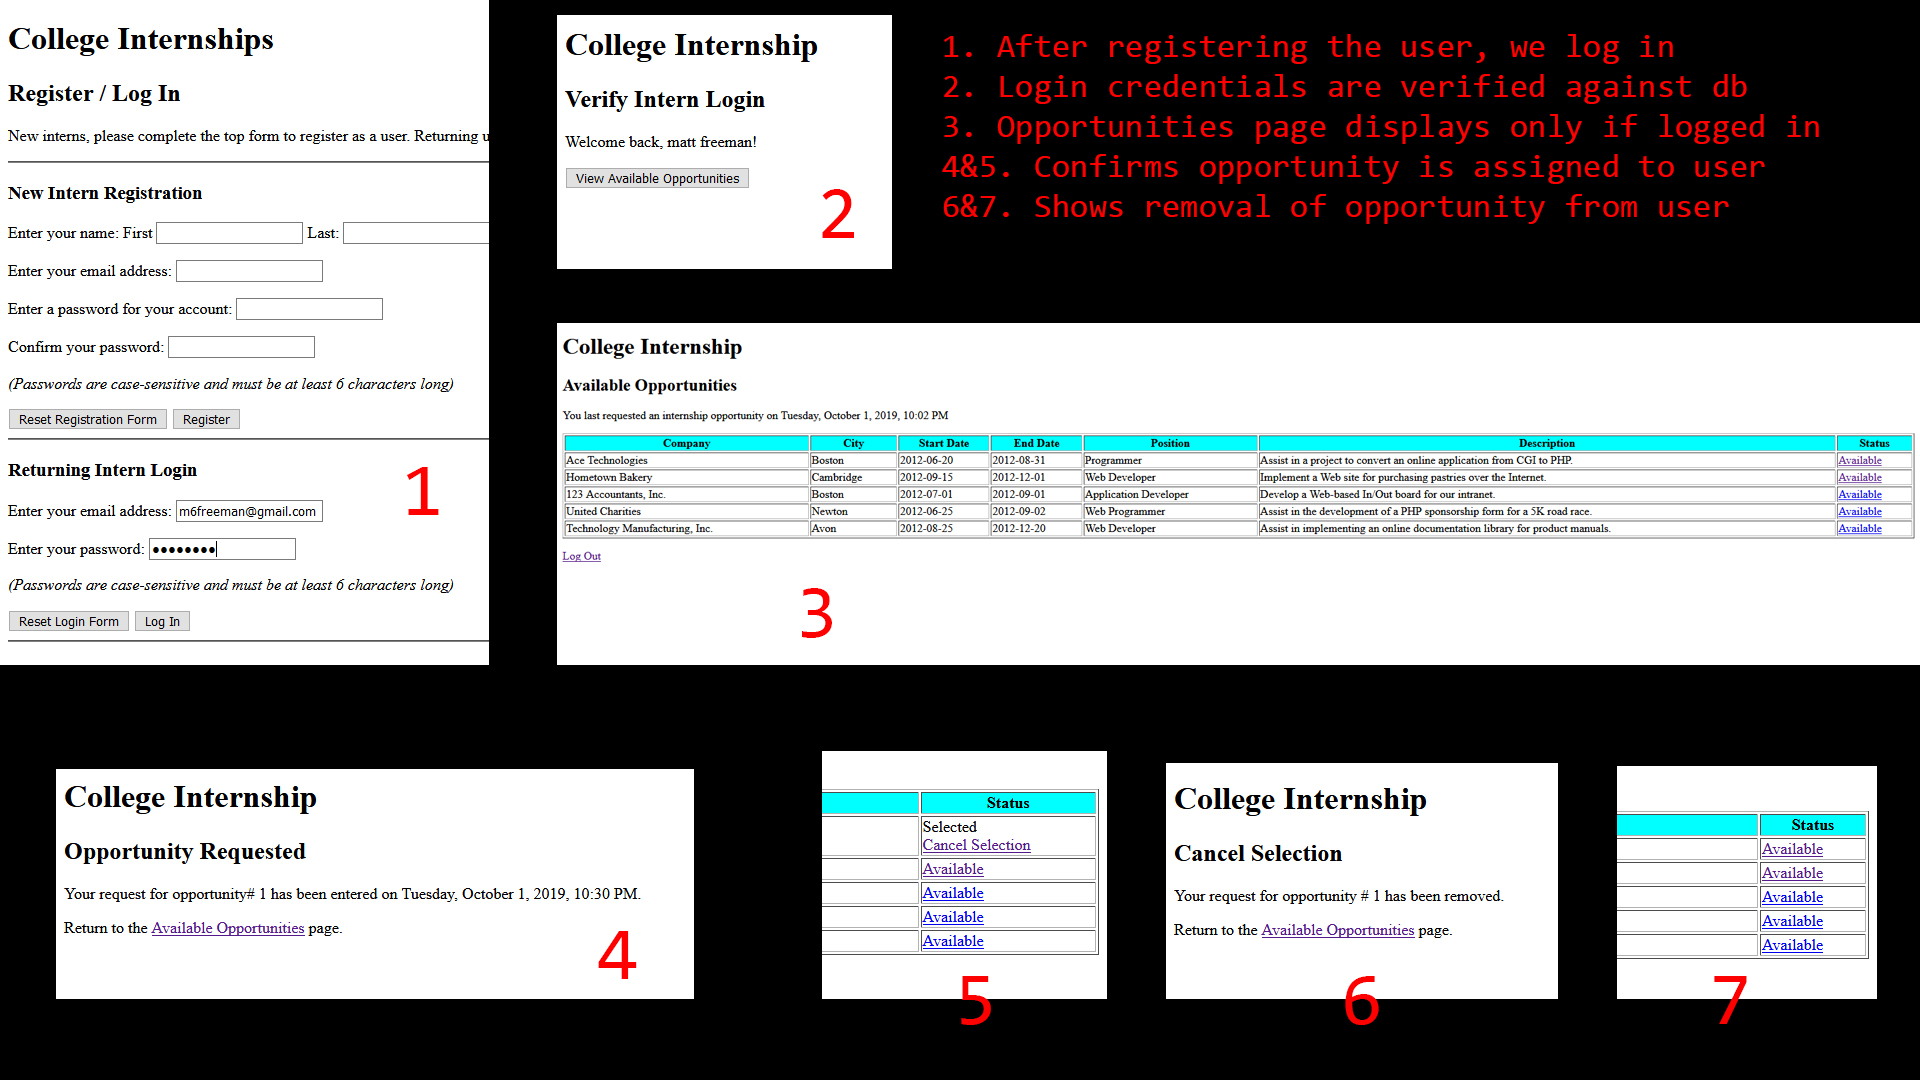 College Internships
Register / Log In
New interns, please complete the top form to register as a user. Returning
New Intern Registration
Enter your name: First Last:
Enter your email address:
Enter a password for your account:
Confirm your password:
(Passwords are case-sensitive and must be at least 6 characters long)
Reset Registration Form Register
Returning Intern Login
Enter your email address: m6freeman@gmail.com
Enter your password: ••••••••
(Passwords are case-sensitive and must be at least 6 characters long)
Reset Login Form Log In
1
College Internship
Verify Intern Login
Welcome back, matt freeman!
View Available Opportunities
2
1. After registering the user, we log in
2. Login credentials are verified against db
3. Opportunities page displays only if logged in
4&5. Confirms opportunity is assigned to user
6&7. Shows removal of opportunity from user
College Internship
Available Opportunities
You last requested an internship opportunity on Tuesday, October 1, 2019, 10:02 PM
Company City Start Date End Date Position Description Status
Ace Technologies Boston 2012-06-20 2012-08-31 Programmer Assist in a project to convert an online application from CGI to PHP. Available
Hometown Bakery Cambridge 2012-09-15 2012-12-01 Web Developer Implement a Web site for purchasing pastries over the Internet. Available
123 Accountants, Inc. Boston 2012-07-01 2012-09-01 Application Developer Develop a Web-based In/Out board for our intranet. Available
United Charities Newton 2012-06-25 2012-09-02 Web Programmer Assist in the development of a PHP sponsorship form for a 5K road race. Available
Technology Manufacturing, Inc. Avon 2012-08-25 2012-12-20 Web Developer Assist in implementing an online documentation library for product manuals. Available
Log Out
3
College Internship
Opportunity Requested
Your request for opportunity# 1 has been entered on Tuesday, October 1, 2019, 10:30 PM.
Return to the Available Opportunities page.
4
Status
Selected
Cancel Selection
Available
Available
Available
Available
5
College Internship
Cancel Selection
Your request for opportunity # 1 has been removed.
Return to the Available Opportunities page.
6
Status
Available
Available
Available
Available
Available
7